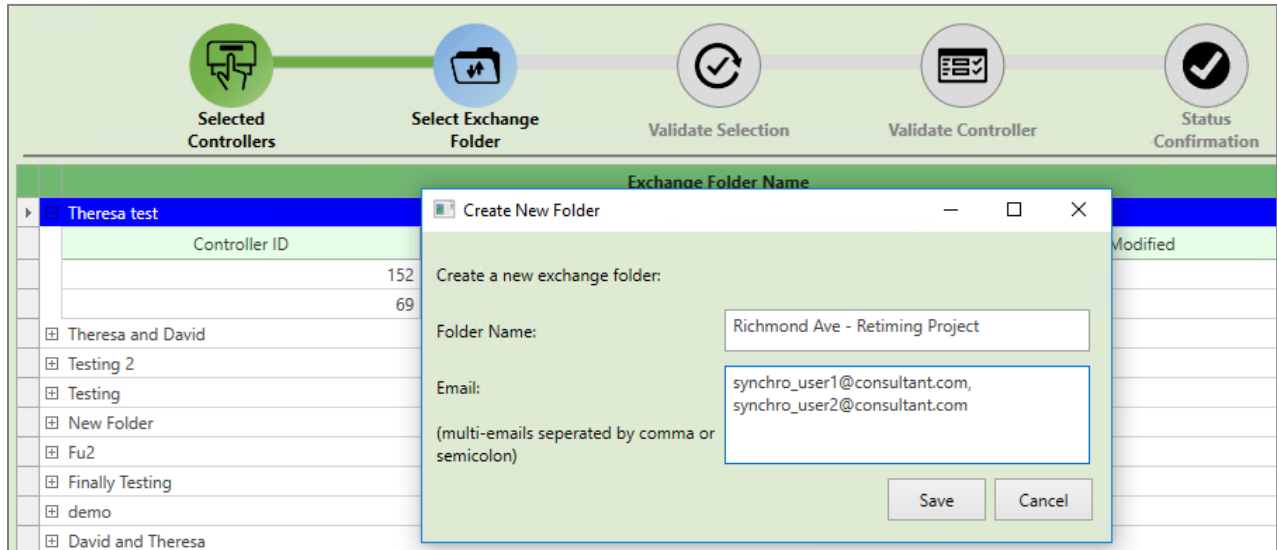 Selected
Controllers
Select Exchange
Folder
Validate Selection
Validate Controller
Status
Confirmation
Exchange Folder Name
Theresa test
Controller ID
Modified
152
69
Theresa and David
Testing 2
Testing
New Folder
Fu2
Finally Testing
demo
David and Theresa
Create New Folder
Create a new exchange folder:
Folder Name:
Richmond Ave - Retiming Project
Email:
synchro_user1@consultant.com,
synchro_user2@consultant.com
(multi-emails seperated by comma or
semicolon)
Save
Cancel